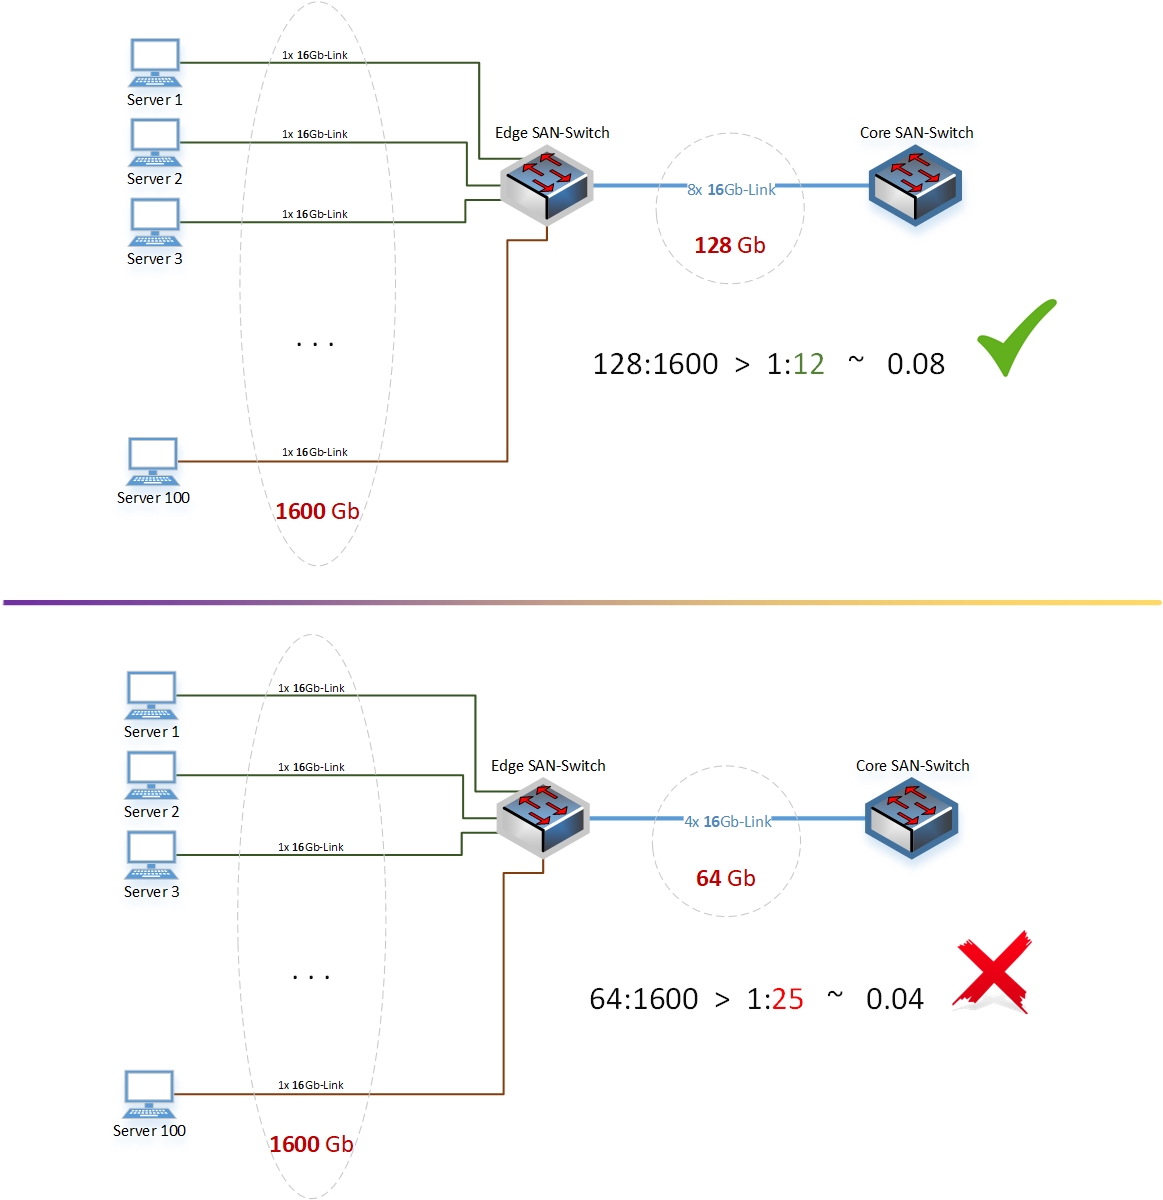 1x 16Gb-Link
Server 1
1x 16Gb-Link
Server 2
1x 16Gb-Link
Server 3
Edge SAN-Switch
Core SAN-Switch
8x 16Gb-Link
128 Gb
. . .
128:1600 > 1:12 ~ 0.08
1x 16Gb-Link
Server 100
1600 Gb
1x 16Gb-Link
Server 1
1x 16Gb-Link
Server 2
1x 16Gb-Link
Server 3
Edge SAN-Switch
Core SAN-Switch
4x 16Gb-Link
64 Gb
. . .
64:1600 > 1:25 ~ 0.04
1x 16Gb-Link
Server 100
1600 Gb